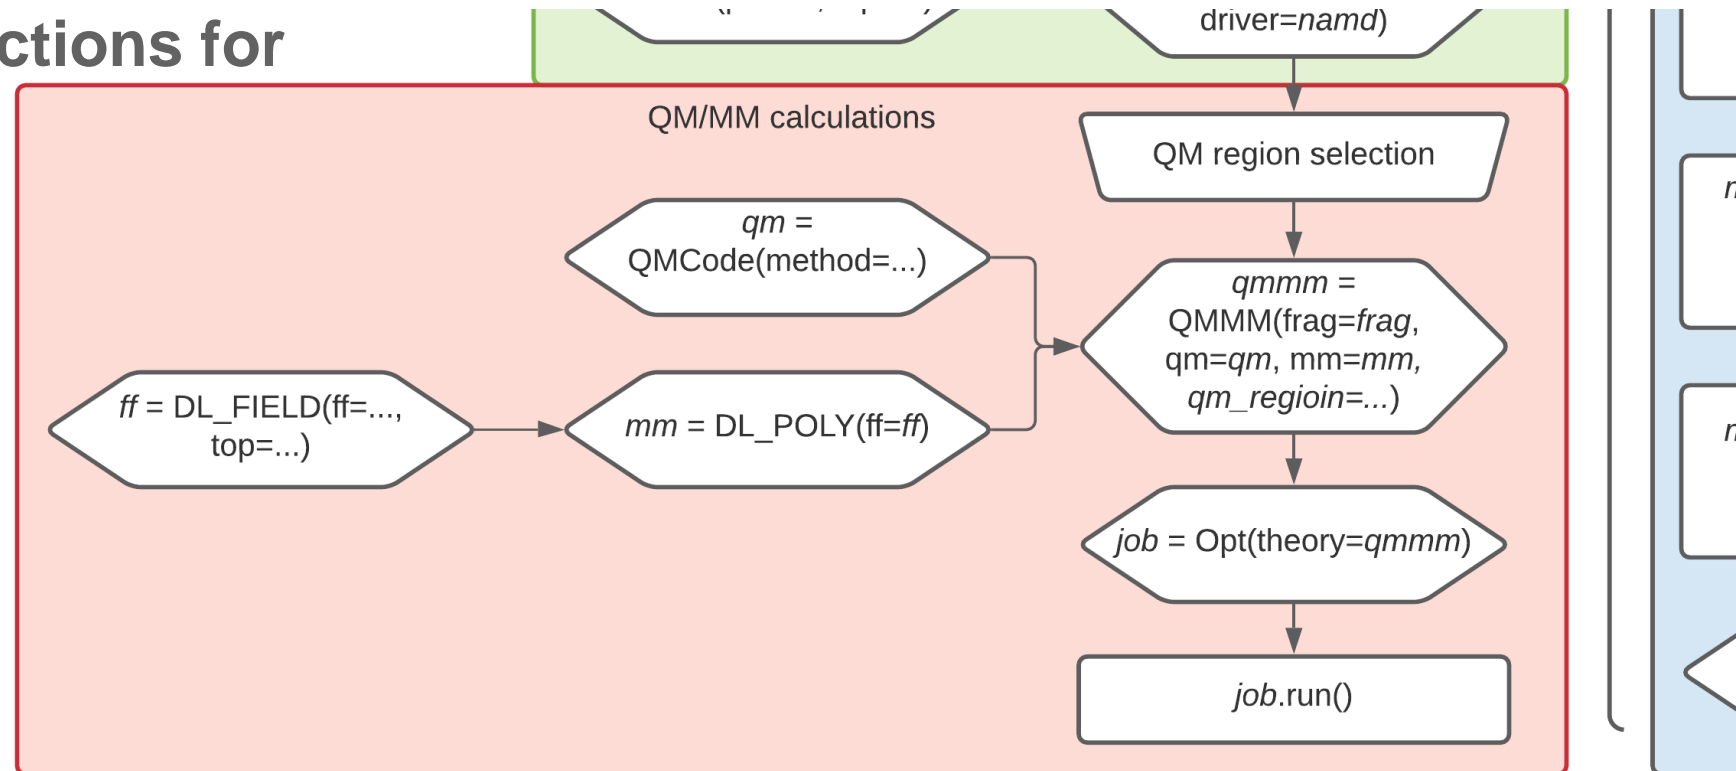 ctions for
driver=namd)
QM/MM calculations
QM region selection
qm =
QMCode(method=...)
qmmm =
QMMM(frag=frag,
qm=qm, mm=mm,
qm_regioin=...)
ff = DL_FIELD(ff=...,
top=...)
mm = DL_POLY(ff=ff)
job = Opt(theory=qmmm)
job.run()